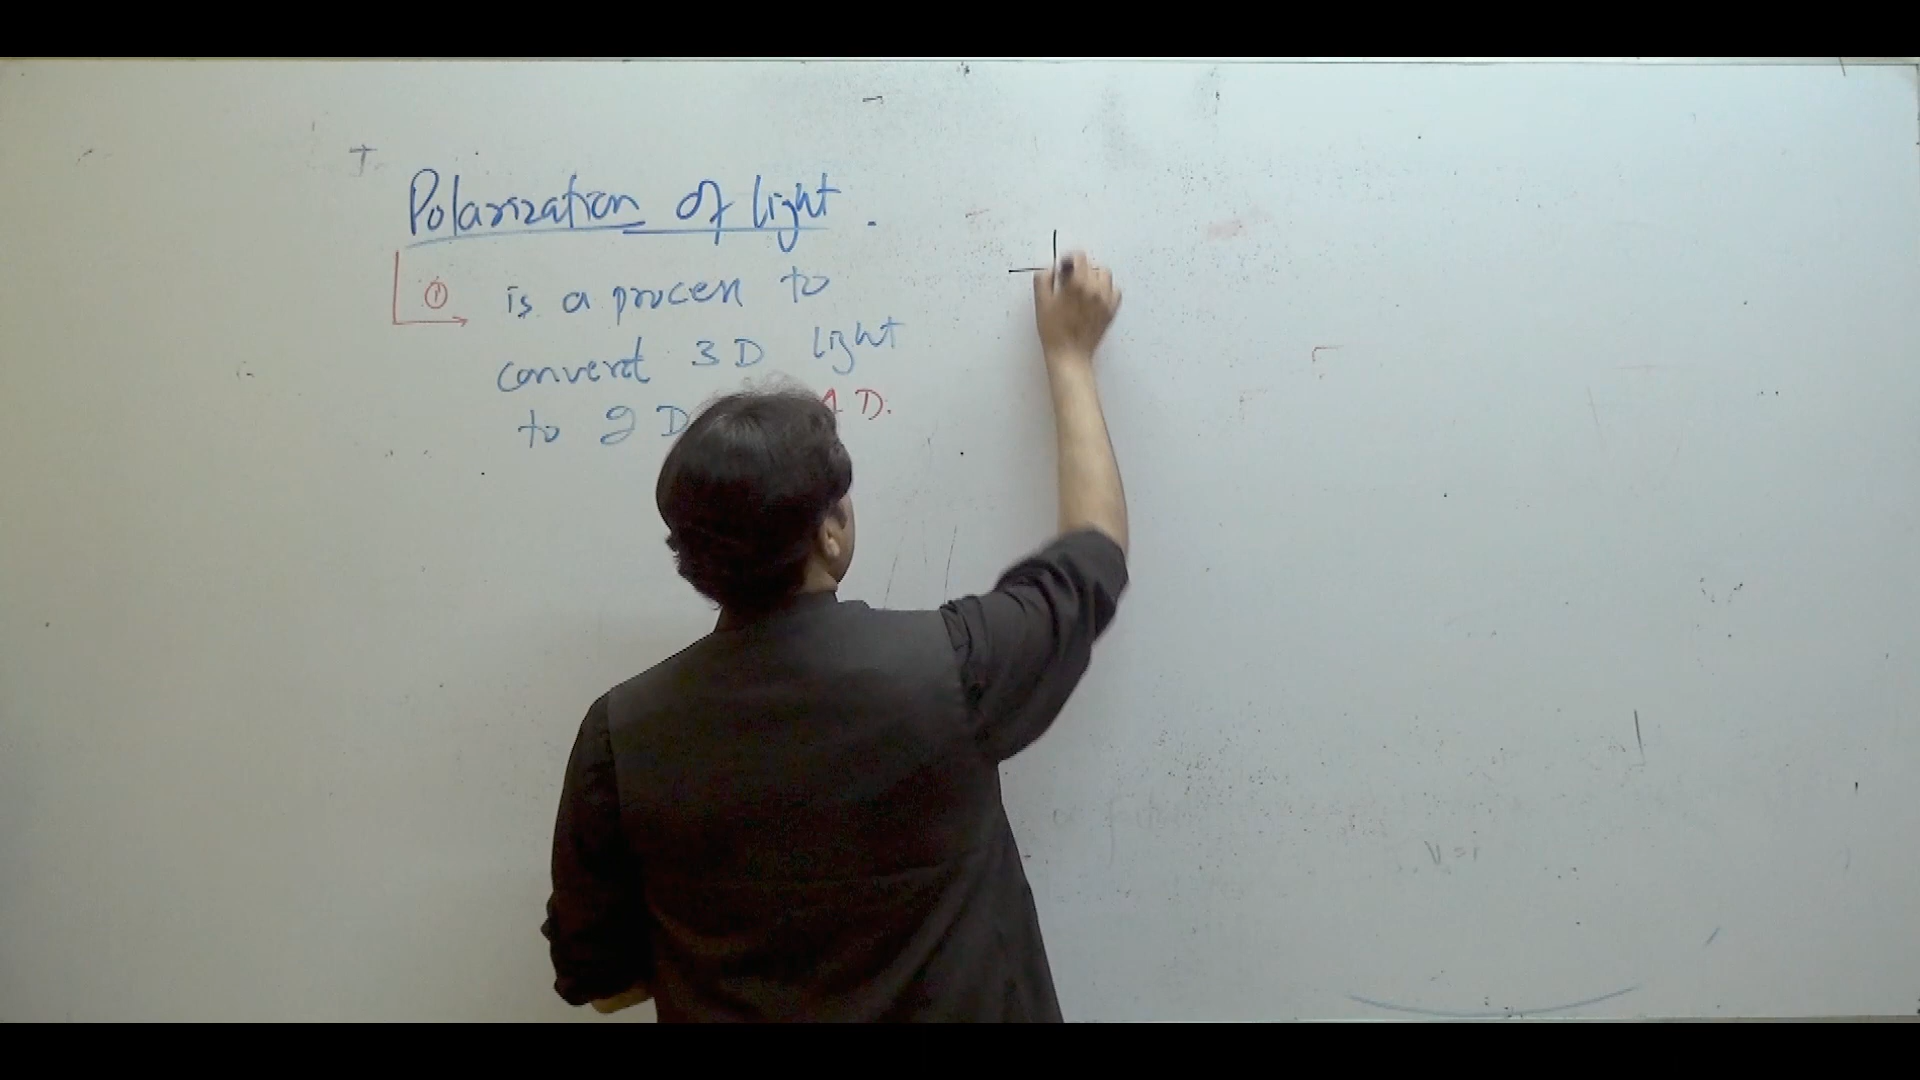 Polarization of light.
① is a process to
convert 3D light
to 2D 1D.
V = i